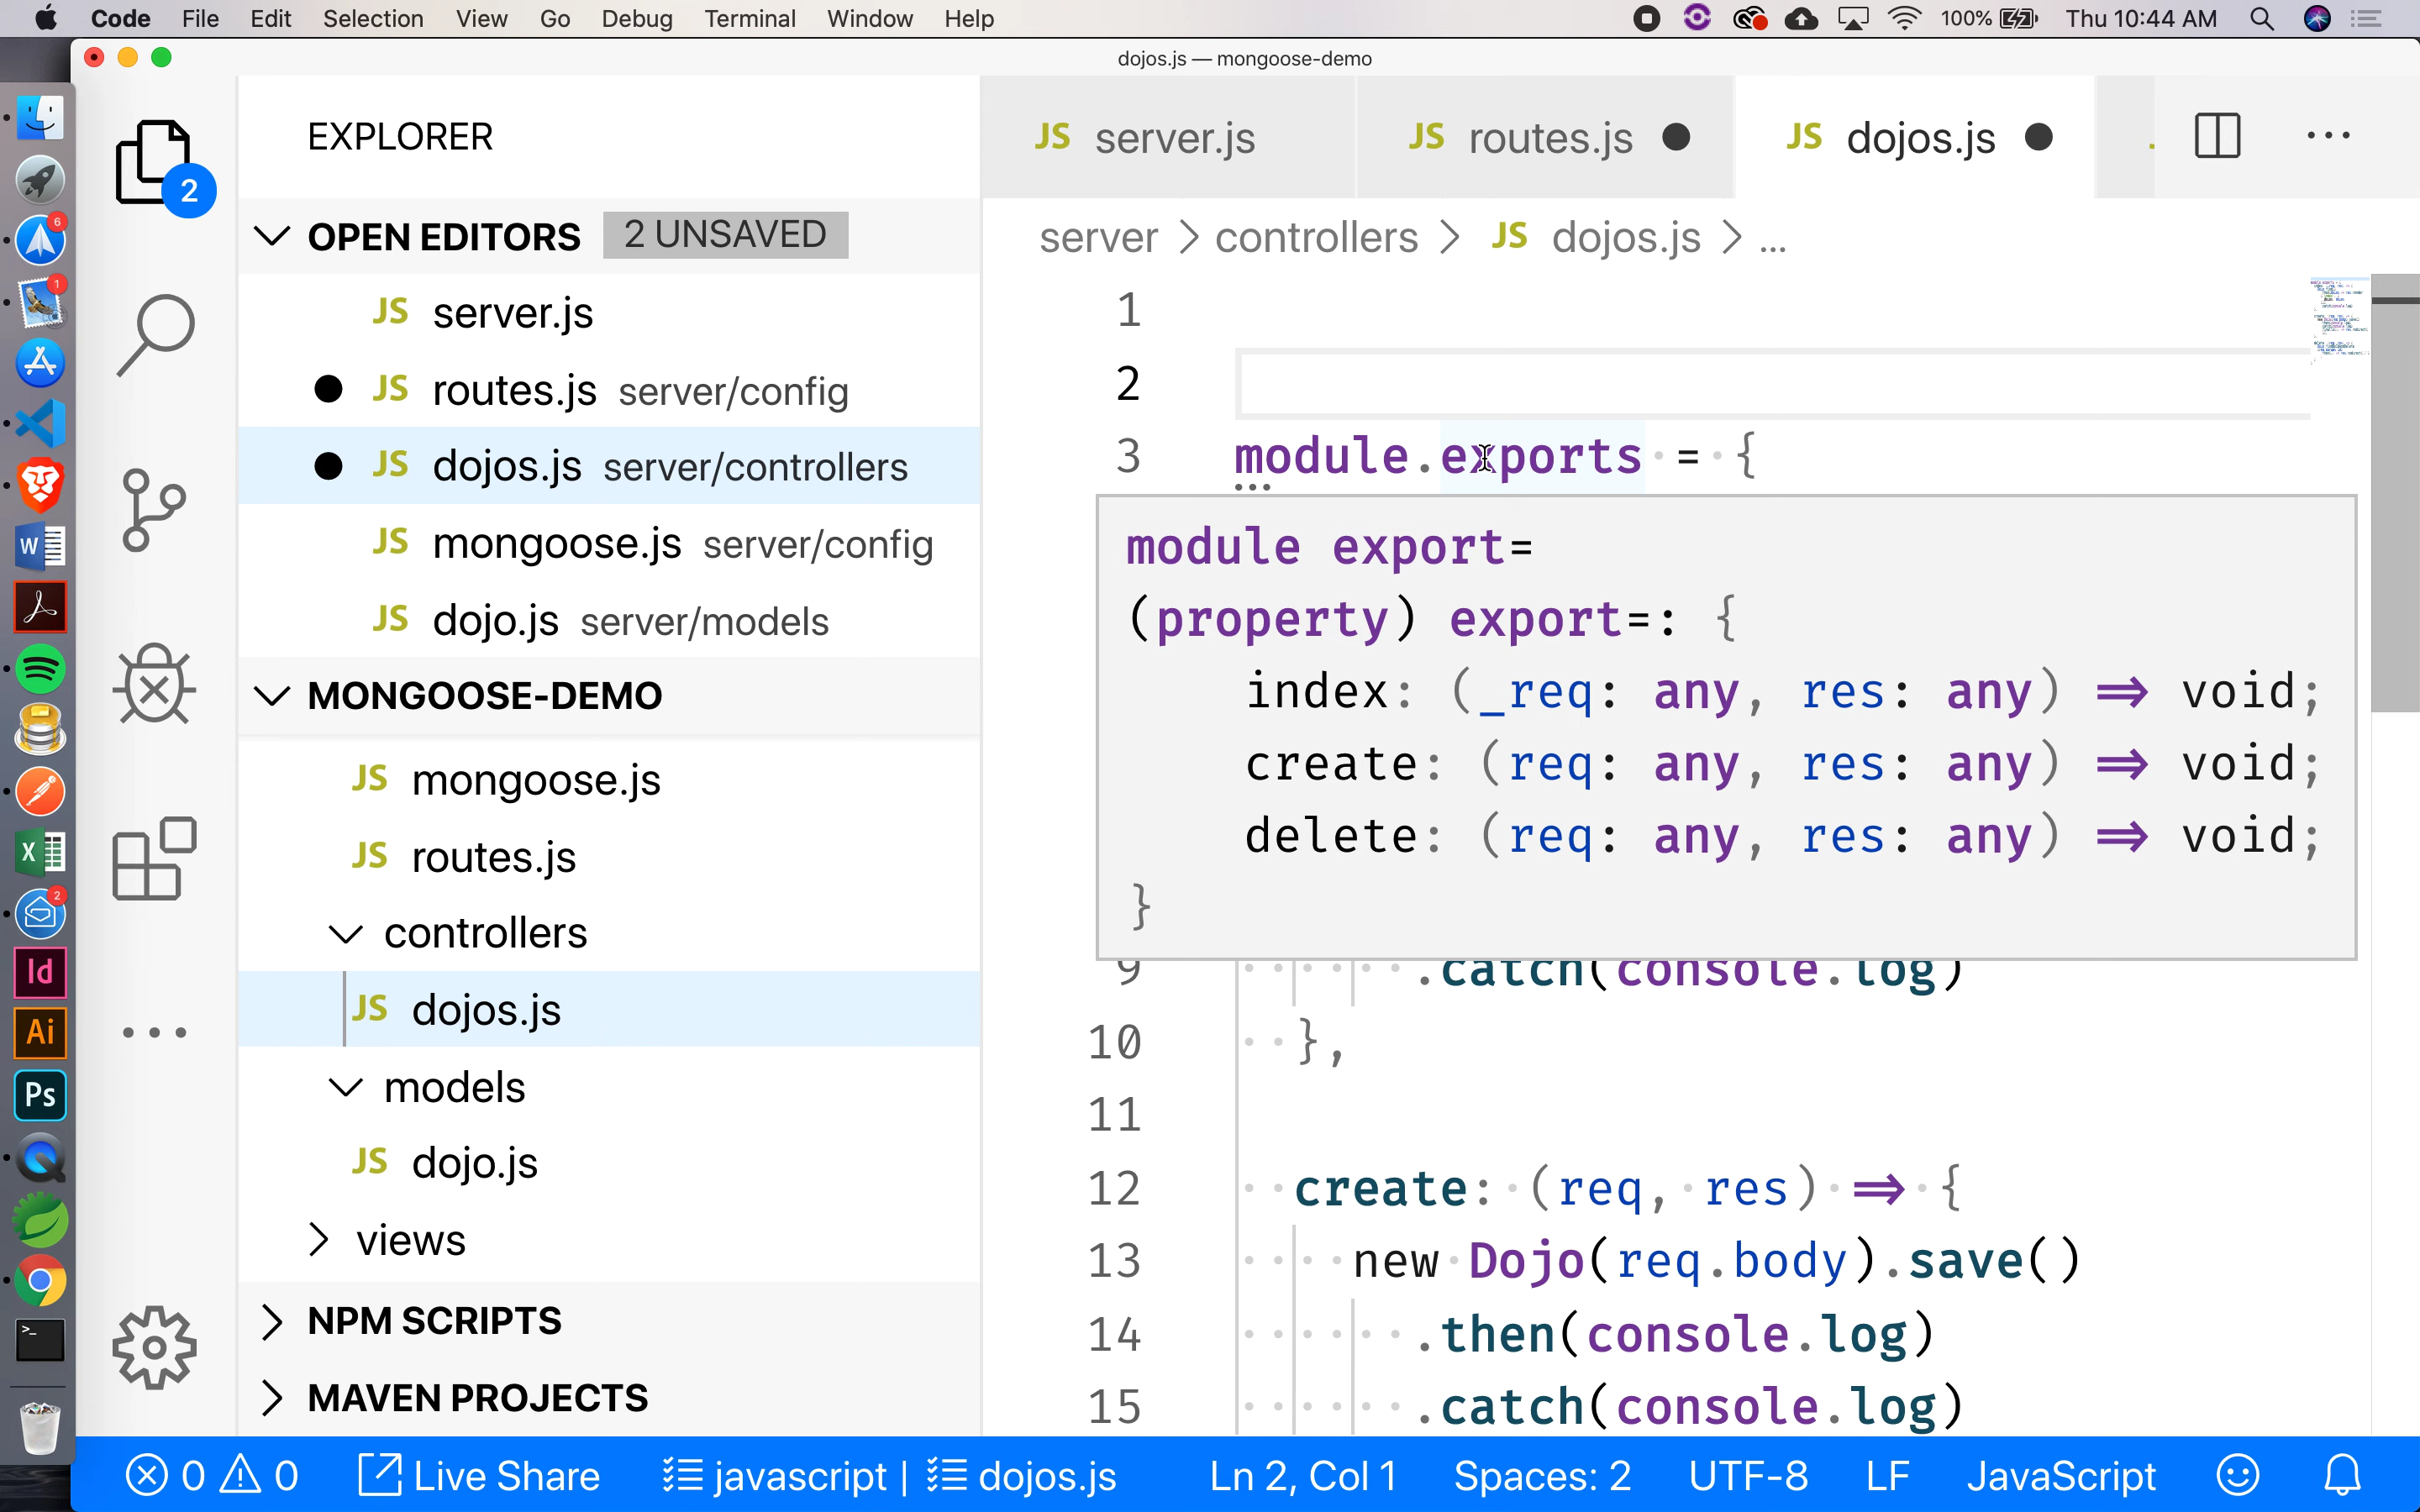 Code File Edit Selection View Go Debug Terminal Window Help 100% Thu 10:44 AM
dojos.js — mongoose-demo
EXPLORER
2
OPEN EDITORS 2 UNSAVED
JS server.js
JS routes.js server/config
JS dojos.js server/controllers
JS mongoose.js server/config
JS dojo.js server/models
MONGOOSE-DEMO
JS mongoose.js
JS routes.js
controllers
JS dojos.js
models
JS dojo.js
views
NPM SCRIPTS
MAVEN PROJECTS
JS server.js JS routes.js JS dojos.js
server > controllers > JS dojos.js > ...
1
2
3 module.exports = {
module export=
(property) export=: {
index: (_req: any, res: any) => void;
create: (req: any, res: any) => void;
delete: (req: any, res: any) => void;
}
9 .catch(console.log)
10 },
11
12 create: (req, res) => {
13 new Dojo(req.body).save()
14 .then(console.log)
15 .catch(console.log)
6
1
W
X
2
Id
Ai
Ps
>_
0 0 Live Share javascript | dojos.js Ln 2, Col 1 Spaces: 2 UTF-8 LF JavaScript